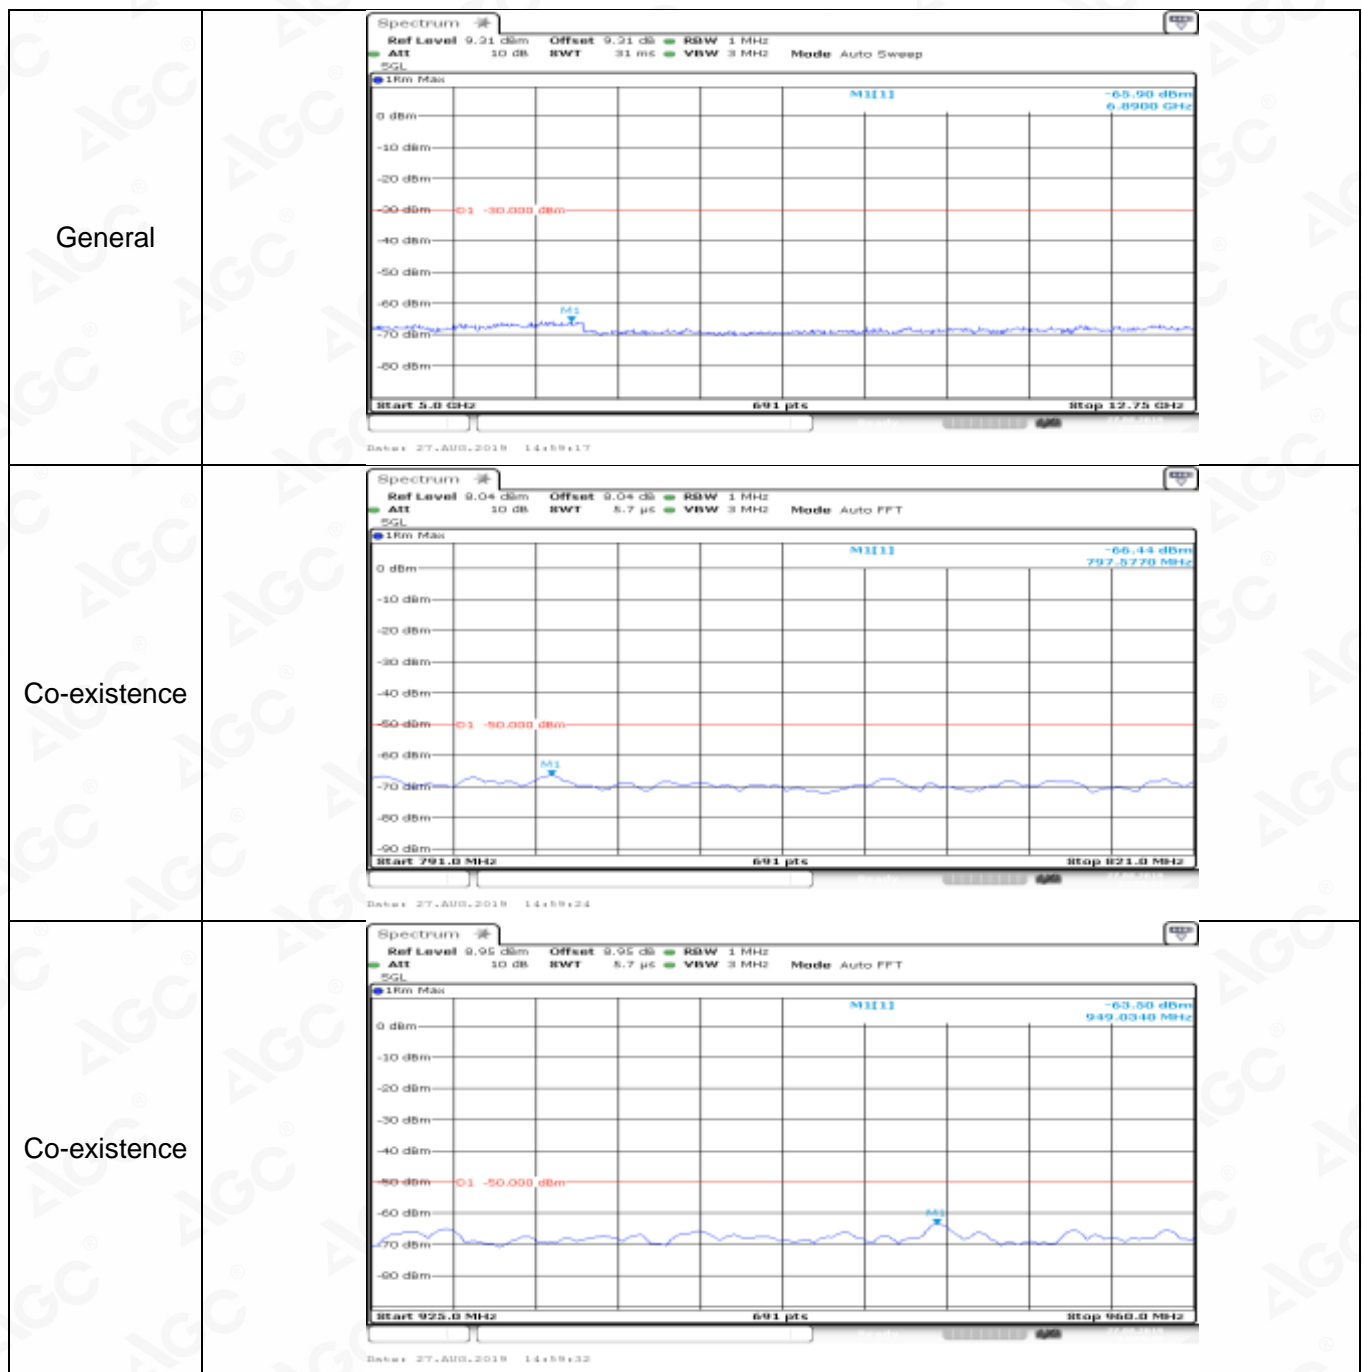 General
Spectrum
Ref Level 9.31 dBm Offset 9.31 dB RBW 1 MHz
Att 10 dB SWT 31 ms VBW 3 MHz Mode Auto Sweep
SGL
1Rm Max
M1[1] -65.90 dBm
6.8900 GHz
0 dBm
-10 dBm
-20 dBm
-30 dBm D1 -30.000 dBm
-40 dBm
-50 dBm
-60 dBm
M1
-70 dBm
-80 dBm
Start 5.0 GHz 691 pts Stop 12.75 GHz
Date: 27.AUG.2019 14:59:17
Co-existence
Spectrum
Ref Level 8.04 dBm Offset 8.04 dB RBW 1 MHz
Att 10 dB SWT 5.7 µs VBW 3 MHz Mode Auto FFT
SGL
1Rm Max
M1[1] -66.44 dBm
797.5770 MHz
0 dBm
-10 dBm
-20 dBm
-30 dBm
-40 dBm
-50 dBm D1 -50.000 dBm
-60 dBm
M1
-70 dBm
-80 dBm
-90 dBm
Start 791.0 MHz 691 pts Stop 821.0 MHz
Date: 27.AUG.2019 14:59:24
Co-existence
Spectrum
Ref Level 8.95 dBm Offset 8.95 dB RBW 1 MHz
Att 10 dB SWT 5.7 µs VBW 3 MHz Mode Auto FFT
SGL
1Rm Max
M1[1] -63.50 dBm
949.0340 MHz
0 dBm
-10 dBm
-20 dBm
-30 dBm
-40 dBm
-50 dBm D1 -50.000 dBm
-60 dBm
M1
-70 dBm
-80 dBm
Start 925.0 MHz 691 pts Stop 960.0 MHz
Date: 27.AUG.2019 14:59:32